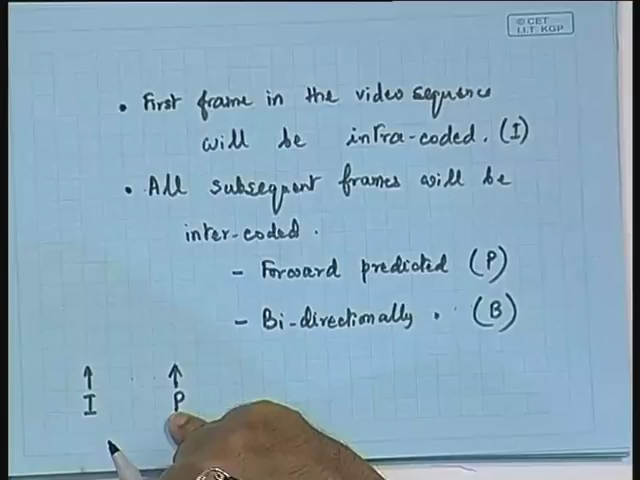 © CET
I.I.T. KGP
• First frame in the video sequence
will be intra-coded. (I)
• All subsequent frames will be
inter-coded.
- Forward predicted (P)
- Bi-directionally . (B)
↑ ↑
I P